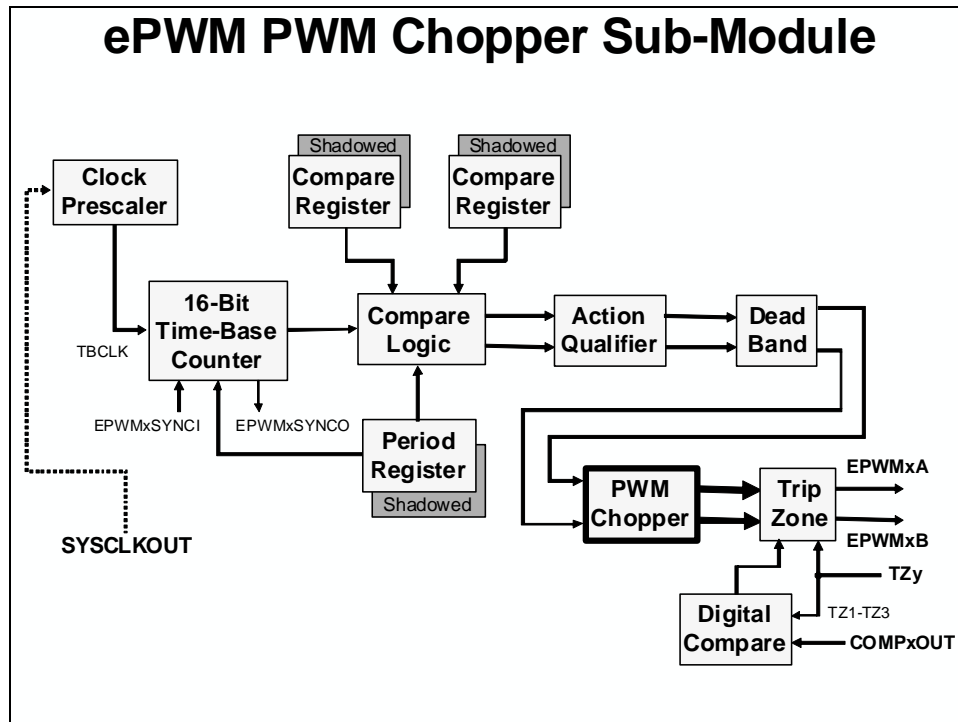 ePWM PWM Chopper Sub-Module
Shadowed
Shadowed
Clock
Prescaler
Compare
Register
Compare
Register
16-Bit
Time-Base
Counter
Compare
Logic
Action
Qualifier
Dead
Band
TBCLK
EPWMxSYNCI
EPWMxSYNCO
Period
Register
Shadowed
PWM
Chopper
Trip
Zone
EPWMxA
EPWMxB
SYSCLKOUT
TZy
TZ1-TZ3
Digital
Compare
COMPxOUT